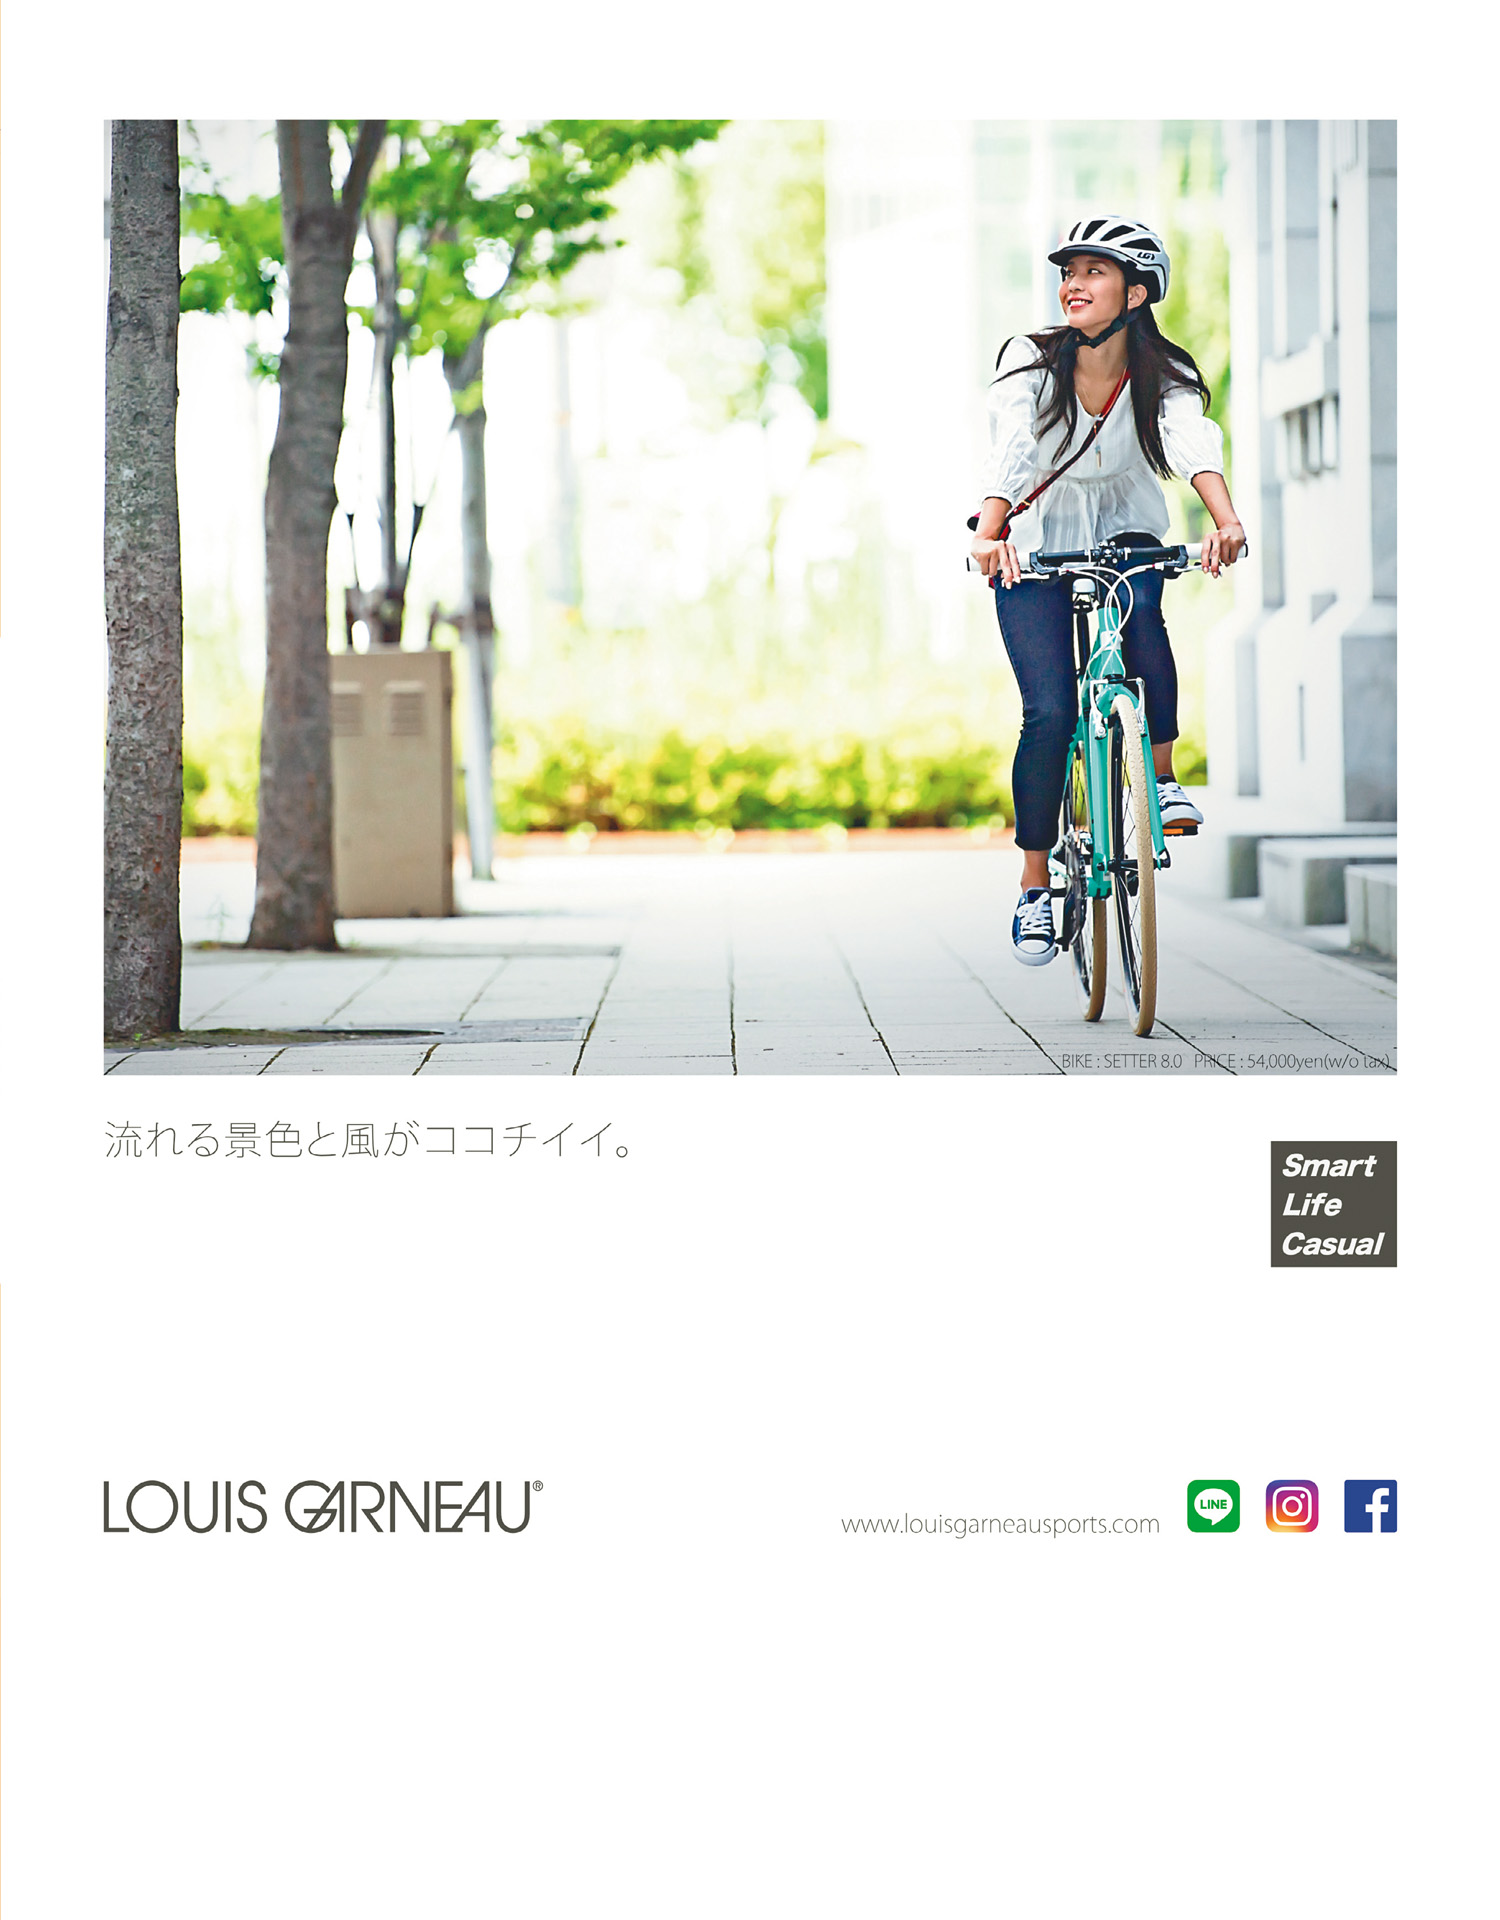 LG
BIKE : SETTER 8.0 PRICE : 54,000yen(w/o tax)
流れる景色と風がココチイイ。
Smart
Life
Casual
LOUIS GARNEAU®
www.louisgarneausports.com
LINE